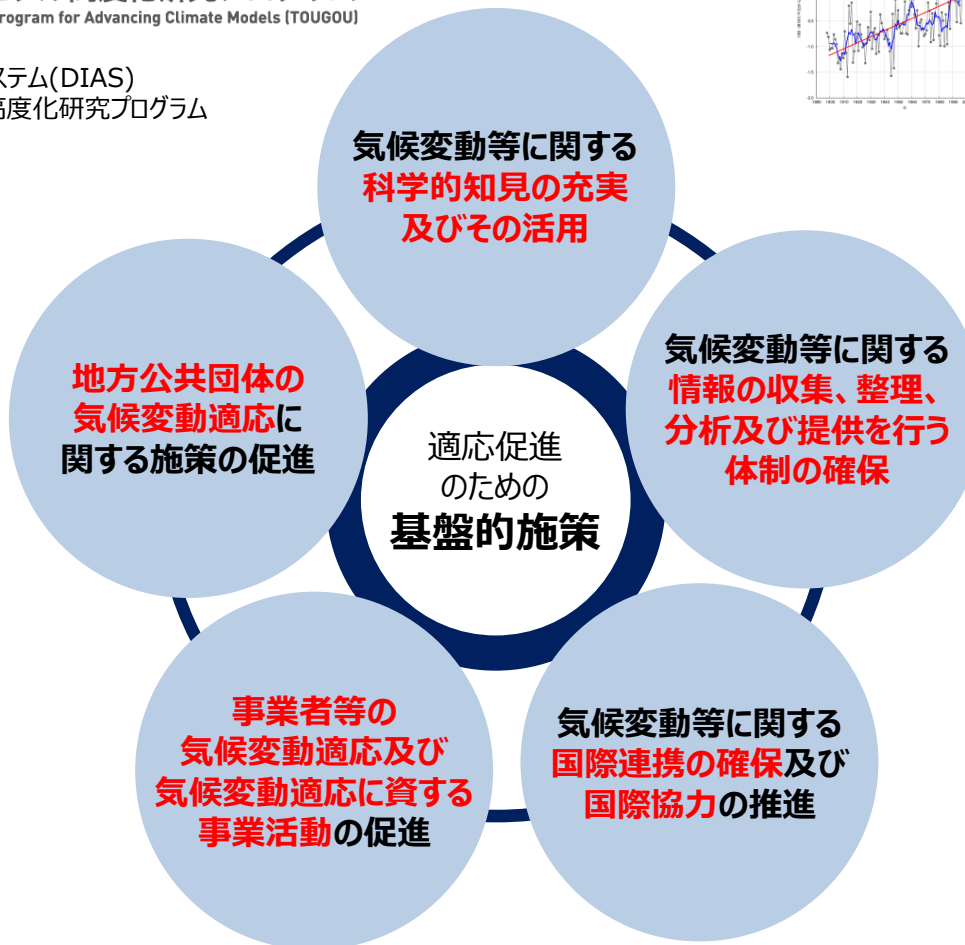 rogram for Advancing Climate Models (TOUGOU)
ステム(DIAS)
高度化研究プログラム
気候変動等に関する
科学的知見の充実
及びその活用
気候変動等に関する
情報の収集、整理、
分析及び提供を行う
体制の確保
地方公共団体の
気候変動適応に
関する施策の促進
適応促進
のための
基盤的施策
事業者等の
気候変動適応及び
気候変動適応に資する
事業活動の促進
気候変動等に関する
国際連携の確保及び
国際協力の推進